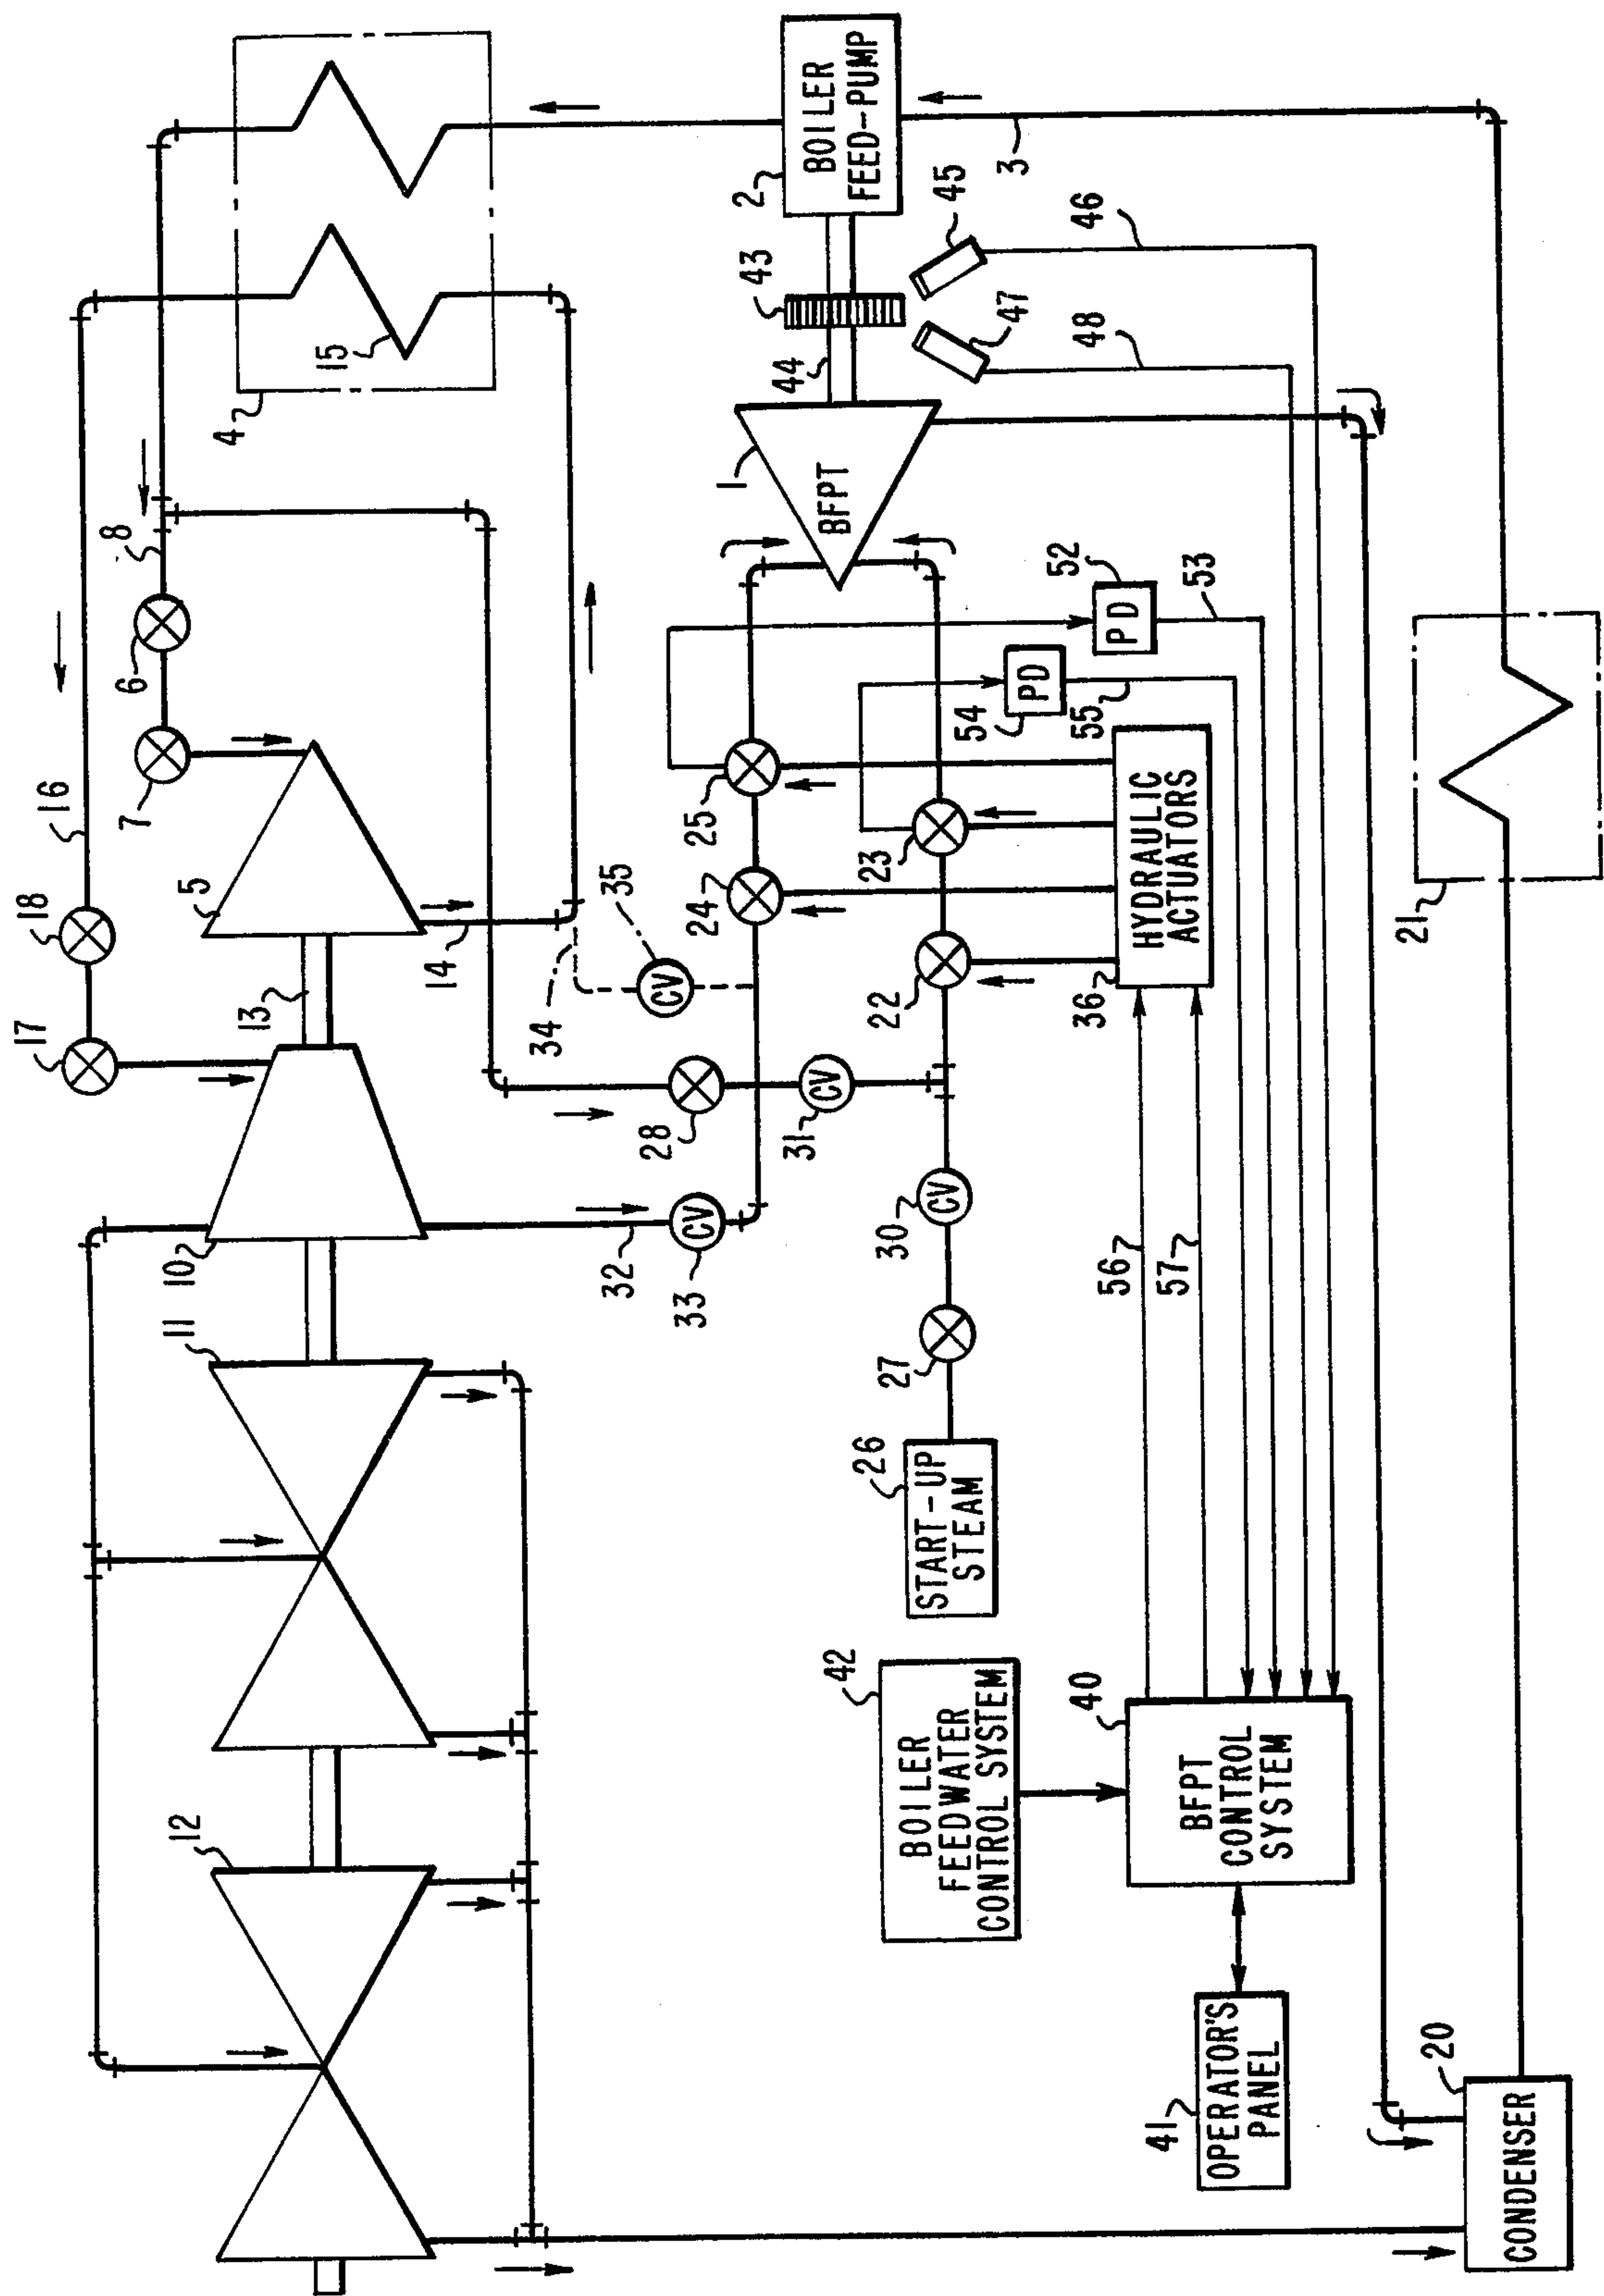 12
11
10
13
17
18
16
7
6
8
5
14
4
15
34
35
CV
32
33
CV
28
31
CV
24
25
22
23
30
CV
27
26
START-UP
STEAM
1
BFPT
44
43
2
BOILER
FEED-PUMP
3
45
46
47
48
52
PD
53
54
PD
55
36
HYDRAULIC
ACTUATORS
56
57
42
BOILER
FEEDWATER
CONTROL SYSTEM
40
BFPT
CONTROL
SYSTEM
41
OPERATOR'S
PANEL
20
CONDENSER
21